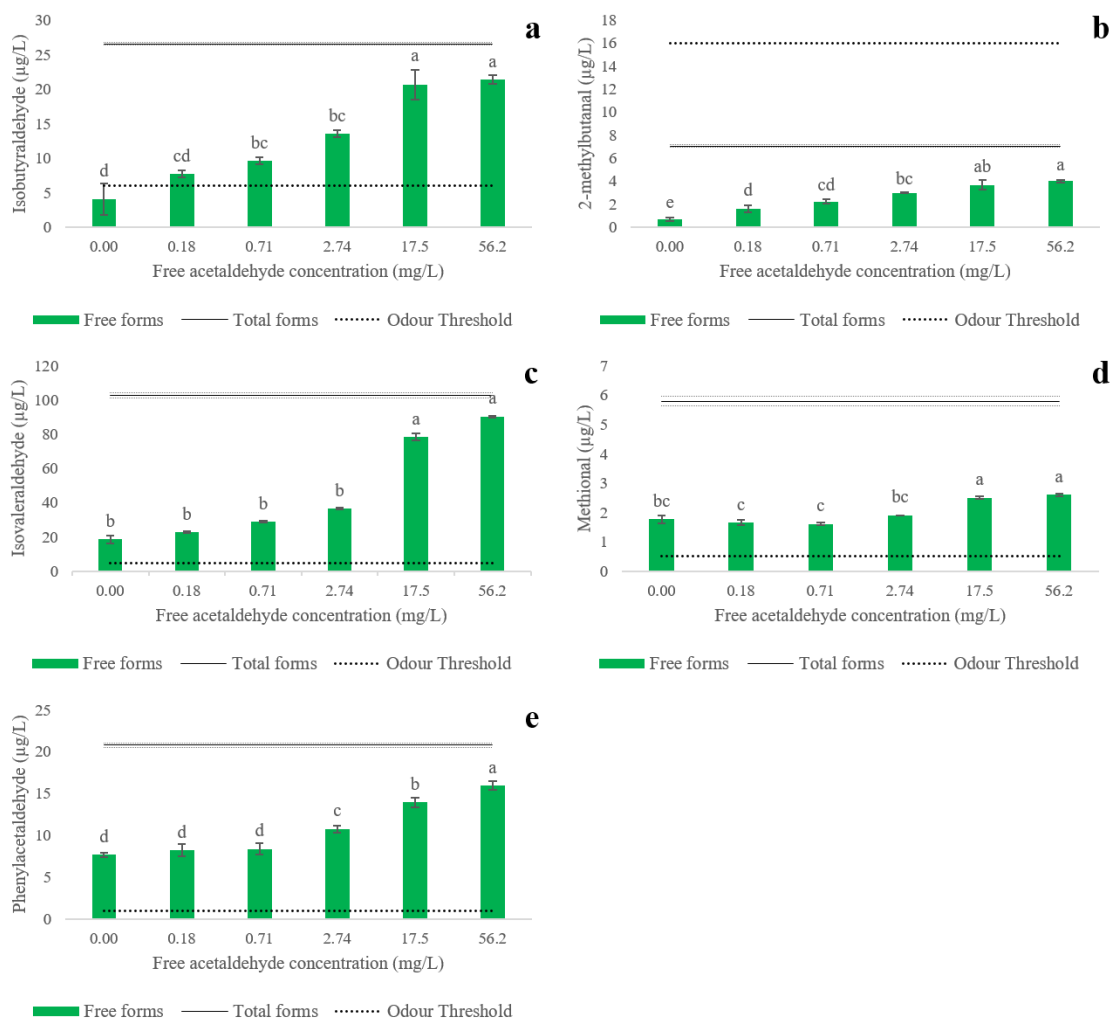 a
Isobutyraldehyde (µg/L)
30
25
20
15
10
5
0
d
cd
bc
bc
a
a
0.00 0.18 0.71 2.74 17.5 56.2
Free acetaldehyde concentration (mg/L)
Free forms Total forms Odour Threshold
b
2-methylbutanal (µg/L)
18
16
14
12
10
8
6
4
2
0
e
d
cd
bc
ab
a
0.00 0.18 0.71 2.74 17.5 56.2
Free acetaldehyde concentration (mg/L)
Free forms Total forms Odour Threshold
c
Isovaleraldehyde (µg/L)
120
100
80
60
40
20
0
b
b
b
b
a
a
0.00 0.18 0.71 2.74 17.5 56.2
Free acetaldehyde concentration (mg/L)
Free forms Total forms Odour Threshold
d
Methional (µg/L)
7
6
5
4
3
2
1
0
bc
c
c
bc
a
a
0.00 0.18 0.71 2.74 17.5 56.2
Free acetaldehyde concentration (mg/L)
Free forms Total forms Odour Threshold
e
Phenylacetaldehyde (µg/L)
25
20
15
10
5
0
d
d
d
c
b
a
0.00 0.18 0.71 2.74 17.5 56.2
Free acetaldehyde concentration (mg/L)
Free forms Total forms Odour Threshold